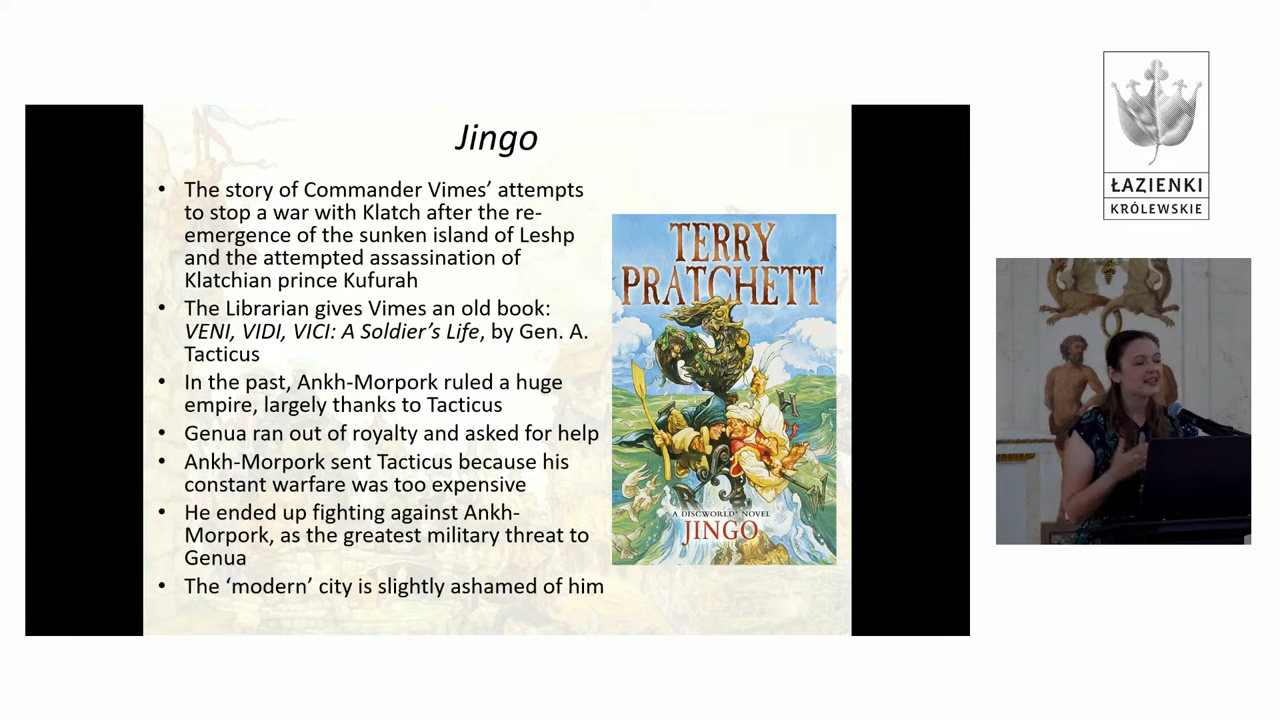 Jingo
• The story of Commander Vimes’ attempts
to stop a war with Klatch after the re-
emergence of the sunken island of Leshp
and the attempted assassination of
Klatchian prince Kufurah
• The Librarian gives Vimes an old book:
VENI, VIDI, VICI: A Soldier’s Life, by Gen. A.
Tacticus
• In the past, Ankh-Morpork ruled a huge
empire, largely thanks to Tacticus
• Genua ran out of royalty and asked for help
• Ankh-Morpork sent Tacticus because his
constant warfare was too expensive
• He ended up fighting against Ankh-
Morpork, as the greatest military threat to
Genua
• The ‘modern’ city is slightly ashamed of him
TERRY
PRATCHETT
A DISCWORLD® NOVEL
JINGO
ŁAZIENKI
KRÓLEWSKIE